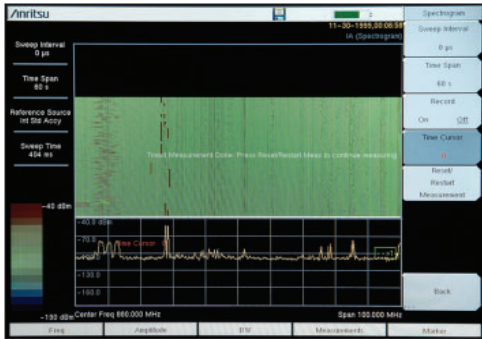 Anritsu
11-30-1999,00:06:58
IA (Spectrogram)
Sweep Interval
0 µs
Time Span
60 s
Reference Source
Int Std Accy
Sweep Time
404 ms
Timed Measurement Done: Press Reset/Restart Meas to continue measuring
-40 dBm
-190 dBm
-40.0 dBm
-70.0
Time Cursor
-130.0
-160.0
Center Freq 660.000 MHz
Span 100.000 MHz
Spectrogram
Sweep Interval
0 µs
Time Span
60 s
Record
On Off
Time Cursor
0
Reset/
Restart
Measurement
Back
Freq
Amplitude
BW
Measurements
Marker